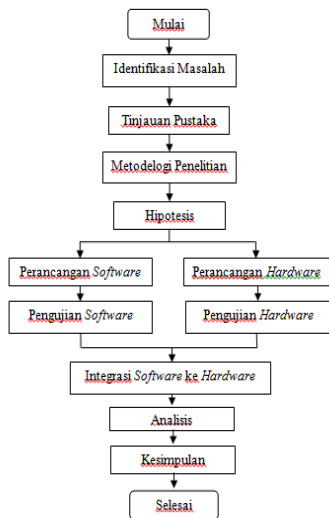 Mulai
Identifikasi Masalah
Tinjauan Pustaka
Metodelogi Penelitian
Hipotesis
Perancangan Software
Perancangan Hardware
Pengujian Software
Pengujian Hardware
Integrasi Software ke Hardware
Analisis
Kesimpulan
Selesai